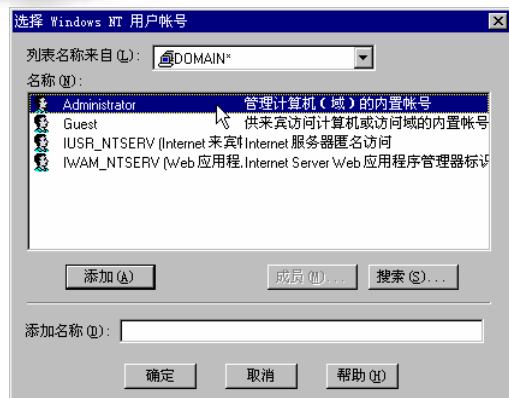 选择 Windows NT 用户帐号
列表名称来自(L): DOMAIN*
名称(N):
Administrator 管理计算机(域)的内置帐号
Guest 供来宾访问计算机或访问域的内置帐号
IUSR_NTSERV (Internet 来宾 Internet 服务器匿名访问
IWAM_NTSERV (Web 应用程. Internet Server Web 应用程序管理器标识
添加(A) 成员(M)... 搜索(S)...
添加名称(D):
确定 取消 帮助(H)